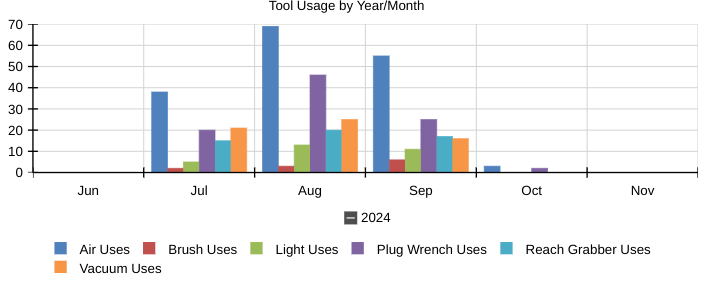 Tool Usage by Year/Month
70
60
50
40
30
20
10
0
Jun Jul Aug Sep Oct Nov
2024
Air Uses Brush Uses Light Uses Plug Wrench Uses Reach Grabber Uses
Vacuum Uses